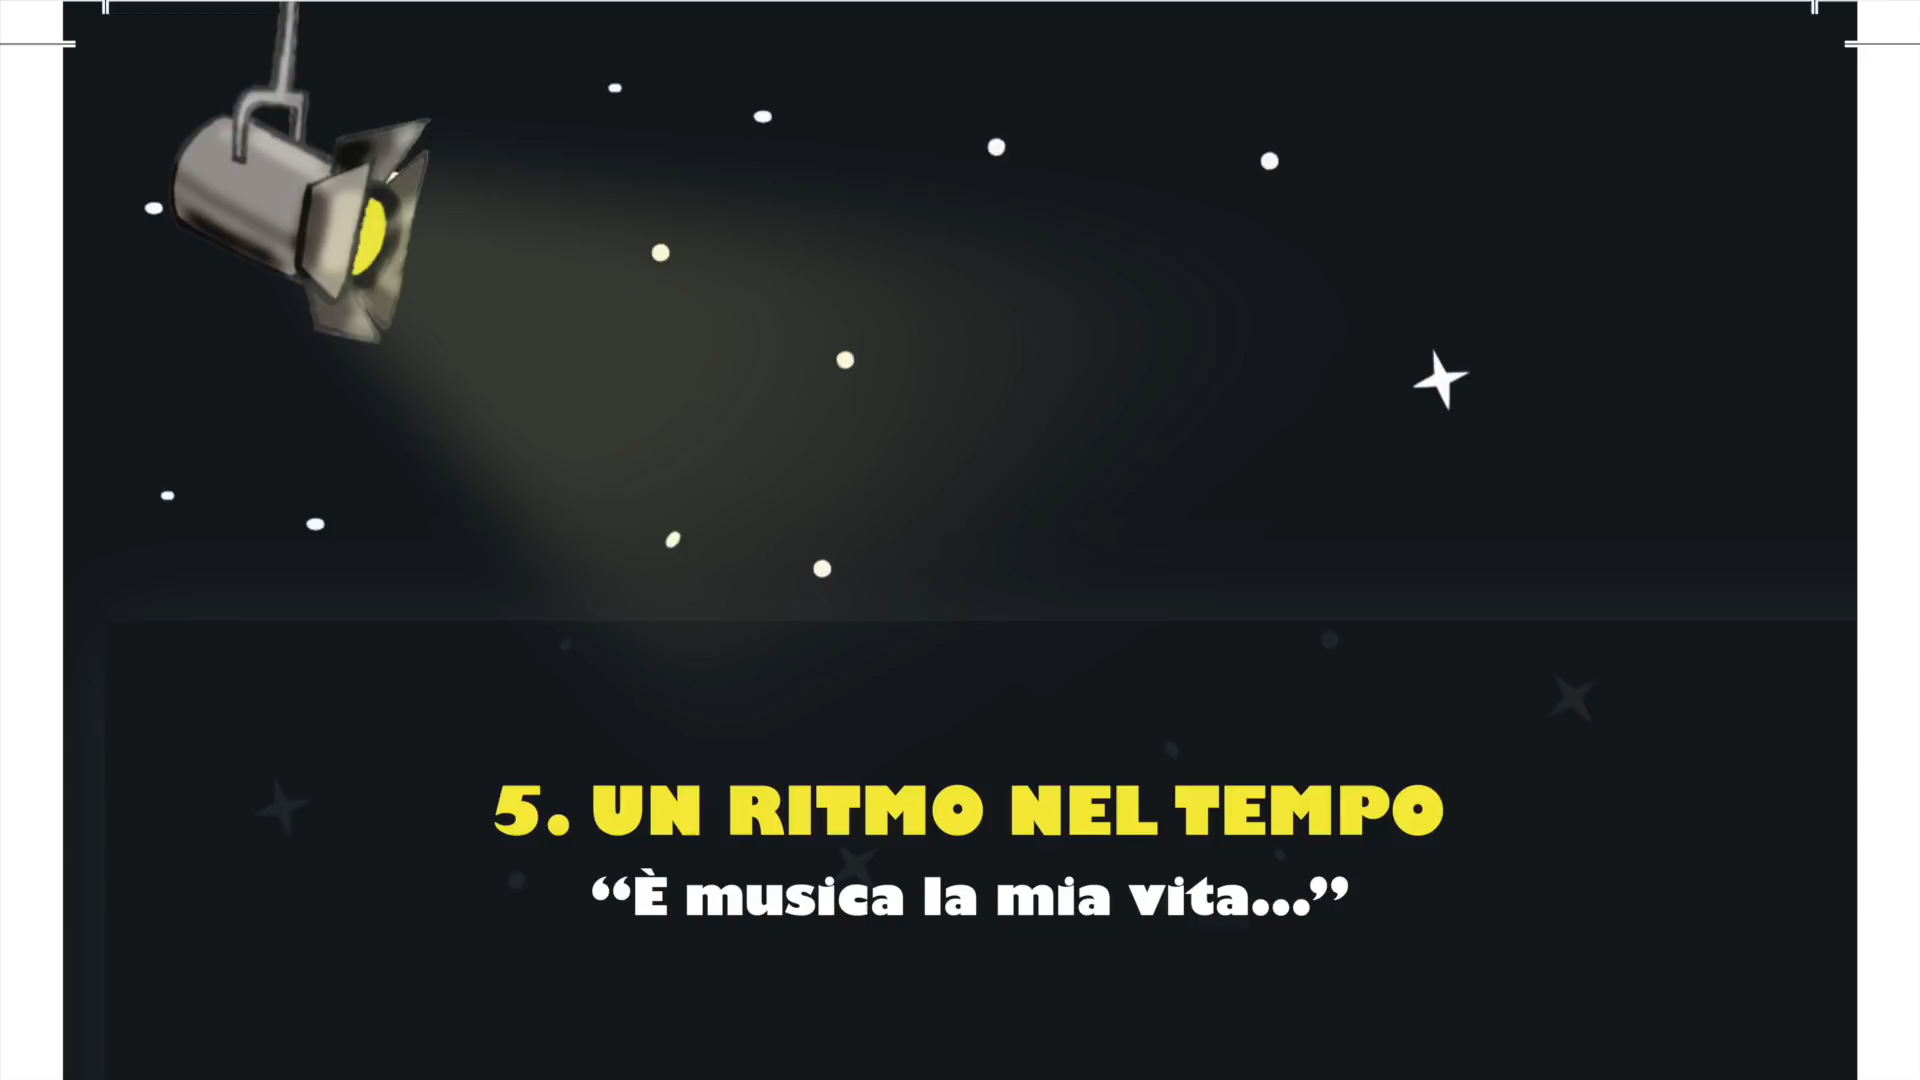 5. UN RITMO NEL TEMPO
“È musica la mia vita...”